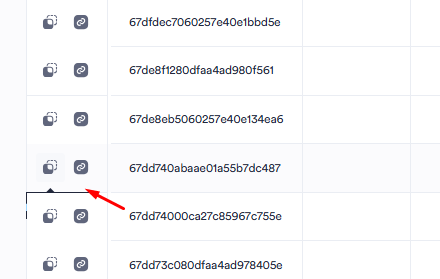 67dfdec7060257e40e1bbd5e
67de8f1280dfaa4ad980f561
67de8eb5060257e40e134ea6
67dd740abaae01a55b7dc487
67dd74000ca27c85967c755e
67dd73c080dfaa4ad978405e